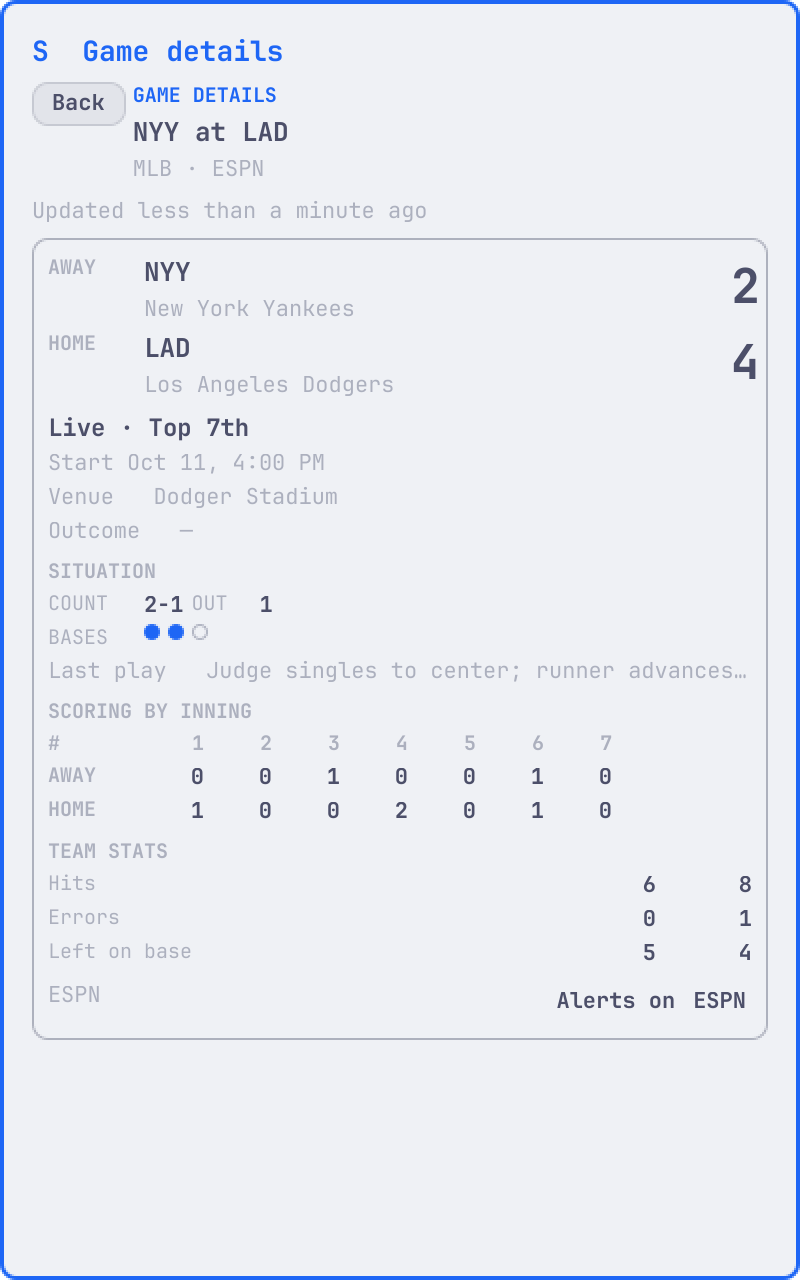 S  Game details
Back
GAME DETAILS
NYY at LAD
MLB · ESPN
Updated less than a minute ago
AWAY NYY 2
New York Yankees
HOME LAD 4
Los Angeles Dodgers
Live · Top 7th
Start Oct 11, 4:00 PM
Venue Dodger Stadium
Outcome —
SITUATION
COUNT 2-1 OUT 1
BASES
Last play Judge singles to center; runner advances…
SCORING BY INNING
# 1 2 3 4 5 6 7
AWAY 0 0 1 0 0 1 0
HOME 1 0 0 2 0 1 0
TEAM STATS
Hits 6 8
Errors 0 1
Left on base 5 4
ESPN Alerts on ESPN